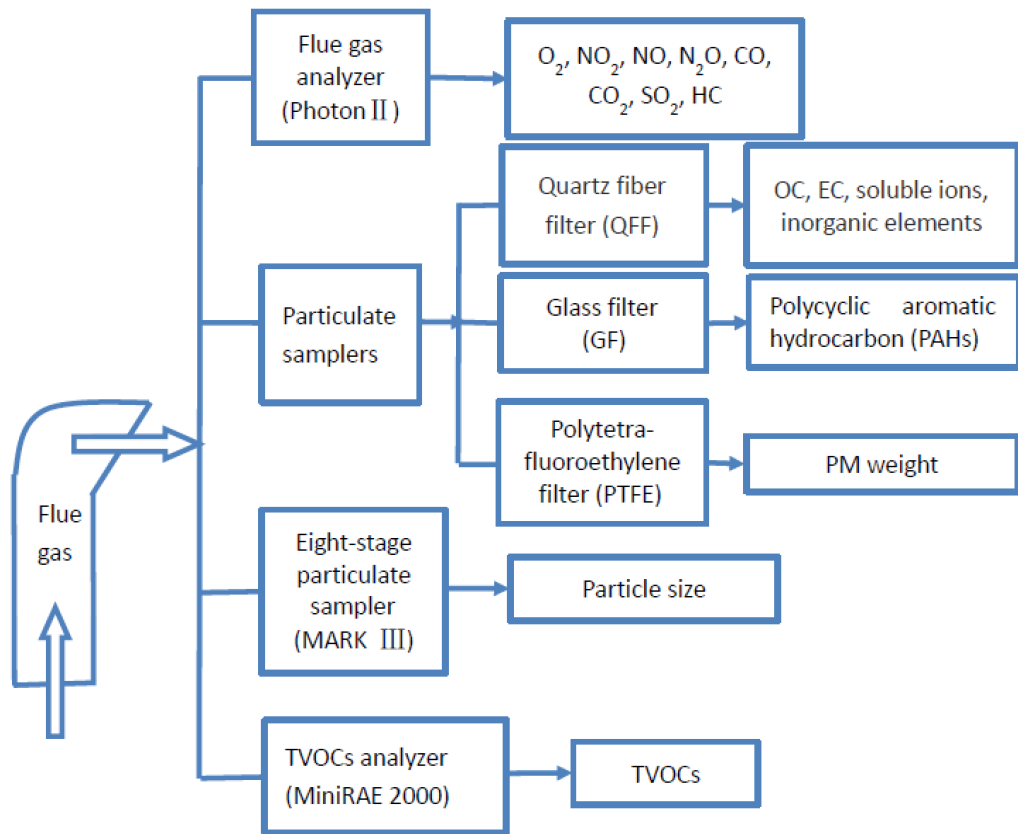 Flue gas
analyzer
(Photon Ⅱ)
O₂, NO₂, NO, N₂O, CO,
CO₂, SO₂, HC
Quartz fiber
filter (QFF)
OC, EC, soluble ions,
inorganic elements
Particulate
samplers
Glass filter
(GF)
Polycyclic aromatic
hydrocarbon (PAHs)
Polytetra-
fluoroethylene
filter (PTFE)
PM weight
Flue
gas
Eight-stage
particulate
sampler
(MARK Ⅲ)
Particle size
TVOCs analyzer
(MiniRAE 2000)
TVOCs